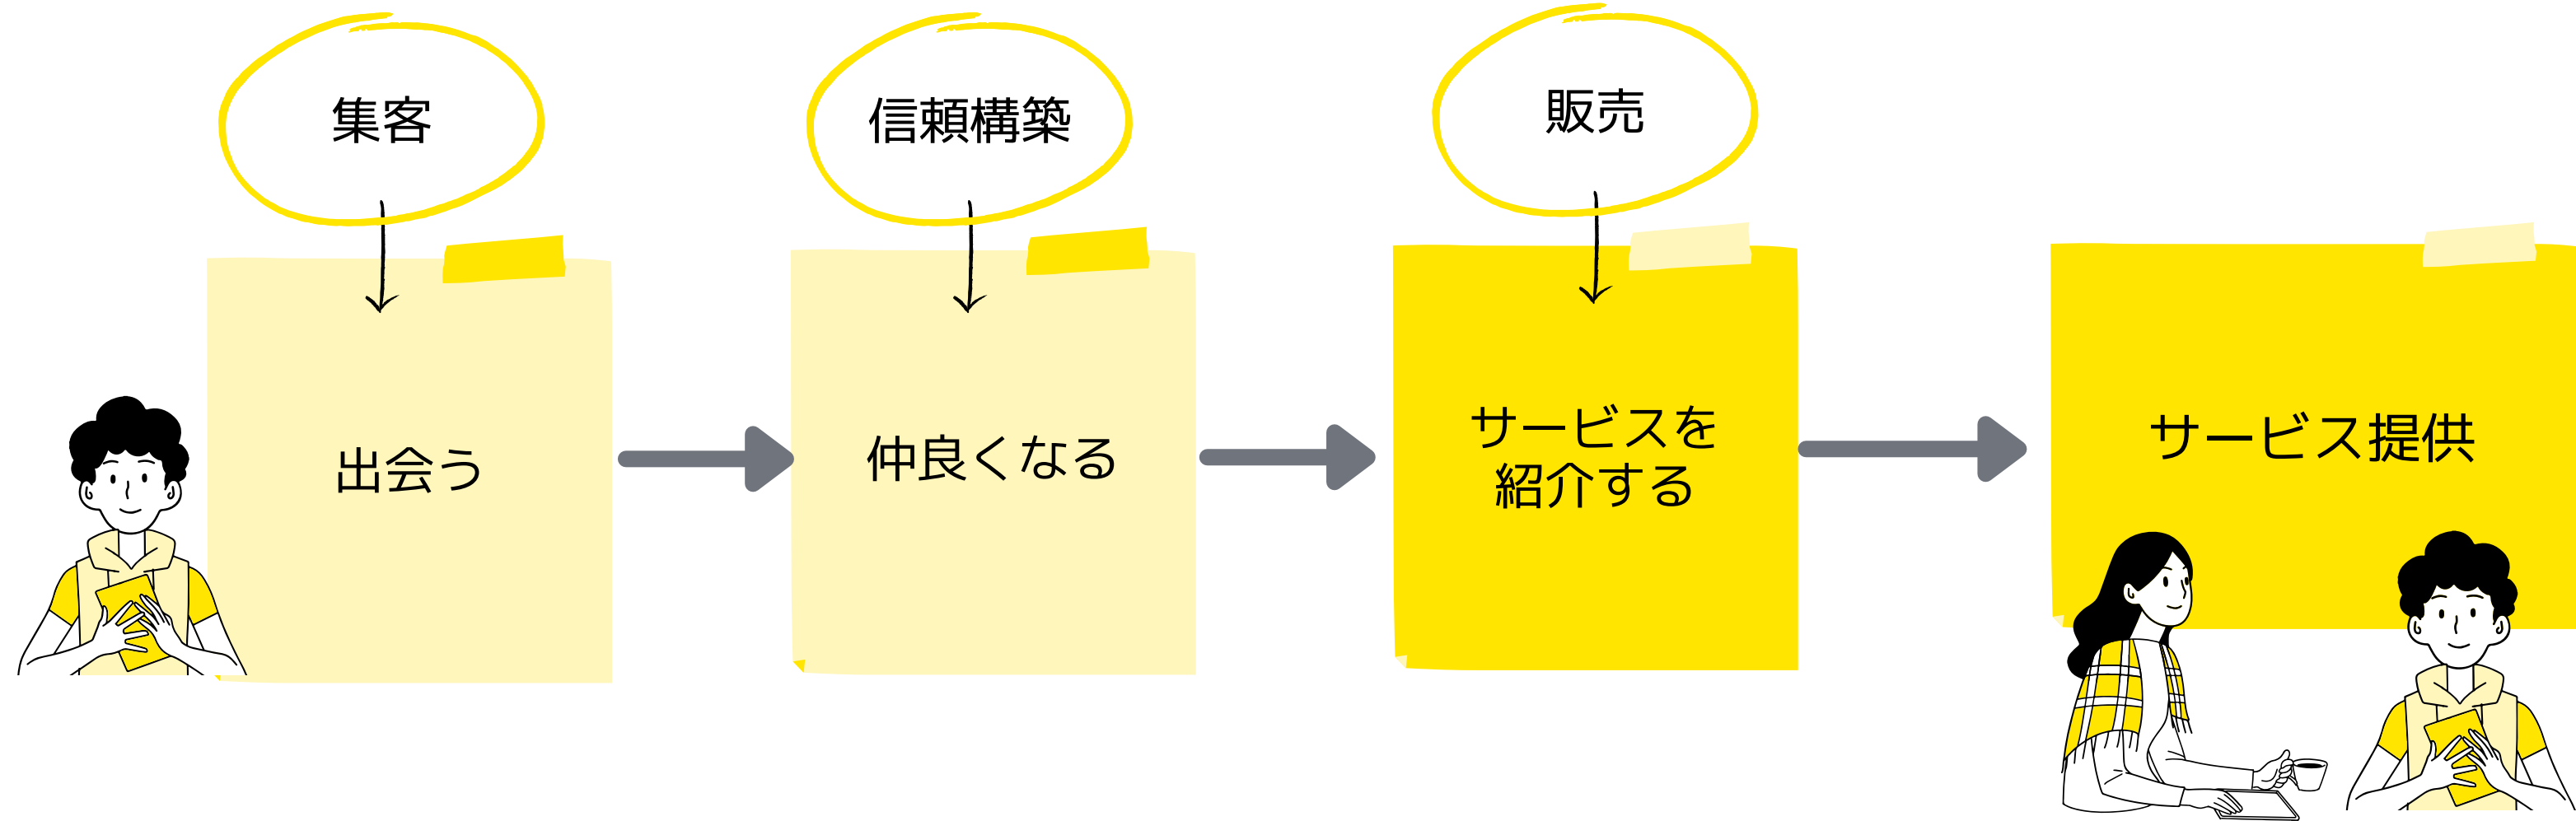 集客
信頼構築
販売
出会う
仲良くなる
サービスを
紹介する
サービス提供